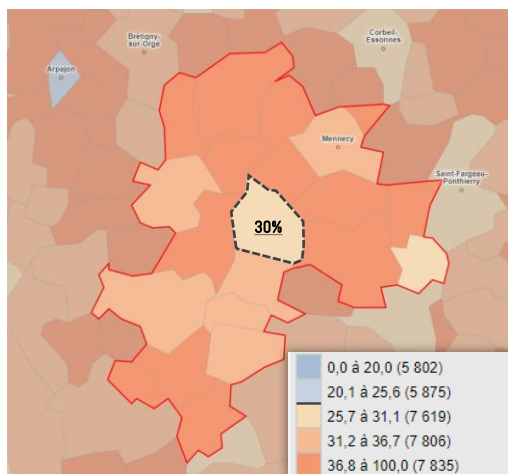 Brétigny-
sur-Orge
Corbeil-
Essonnes
Arpajon
Mennecy
Saint-Fargeau-
Ponthierry
30%
0,0 à 20,0 (5 802)
20,1 à 25,6 (5 875)
25,7 à 31,1 (7 619)
31,2 à 36,7 (7 806)
36,8 à 100,0 (7 835)